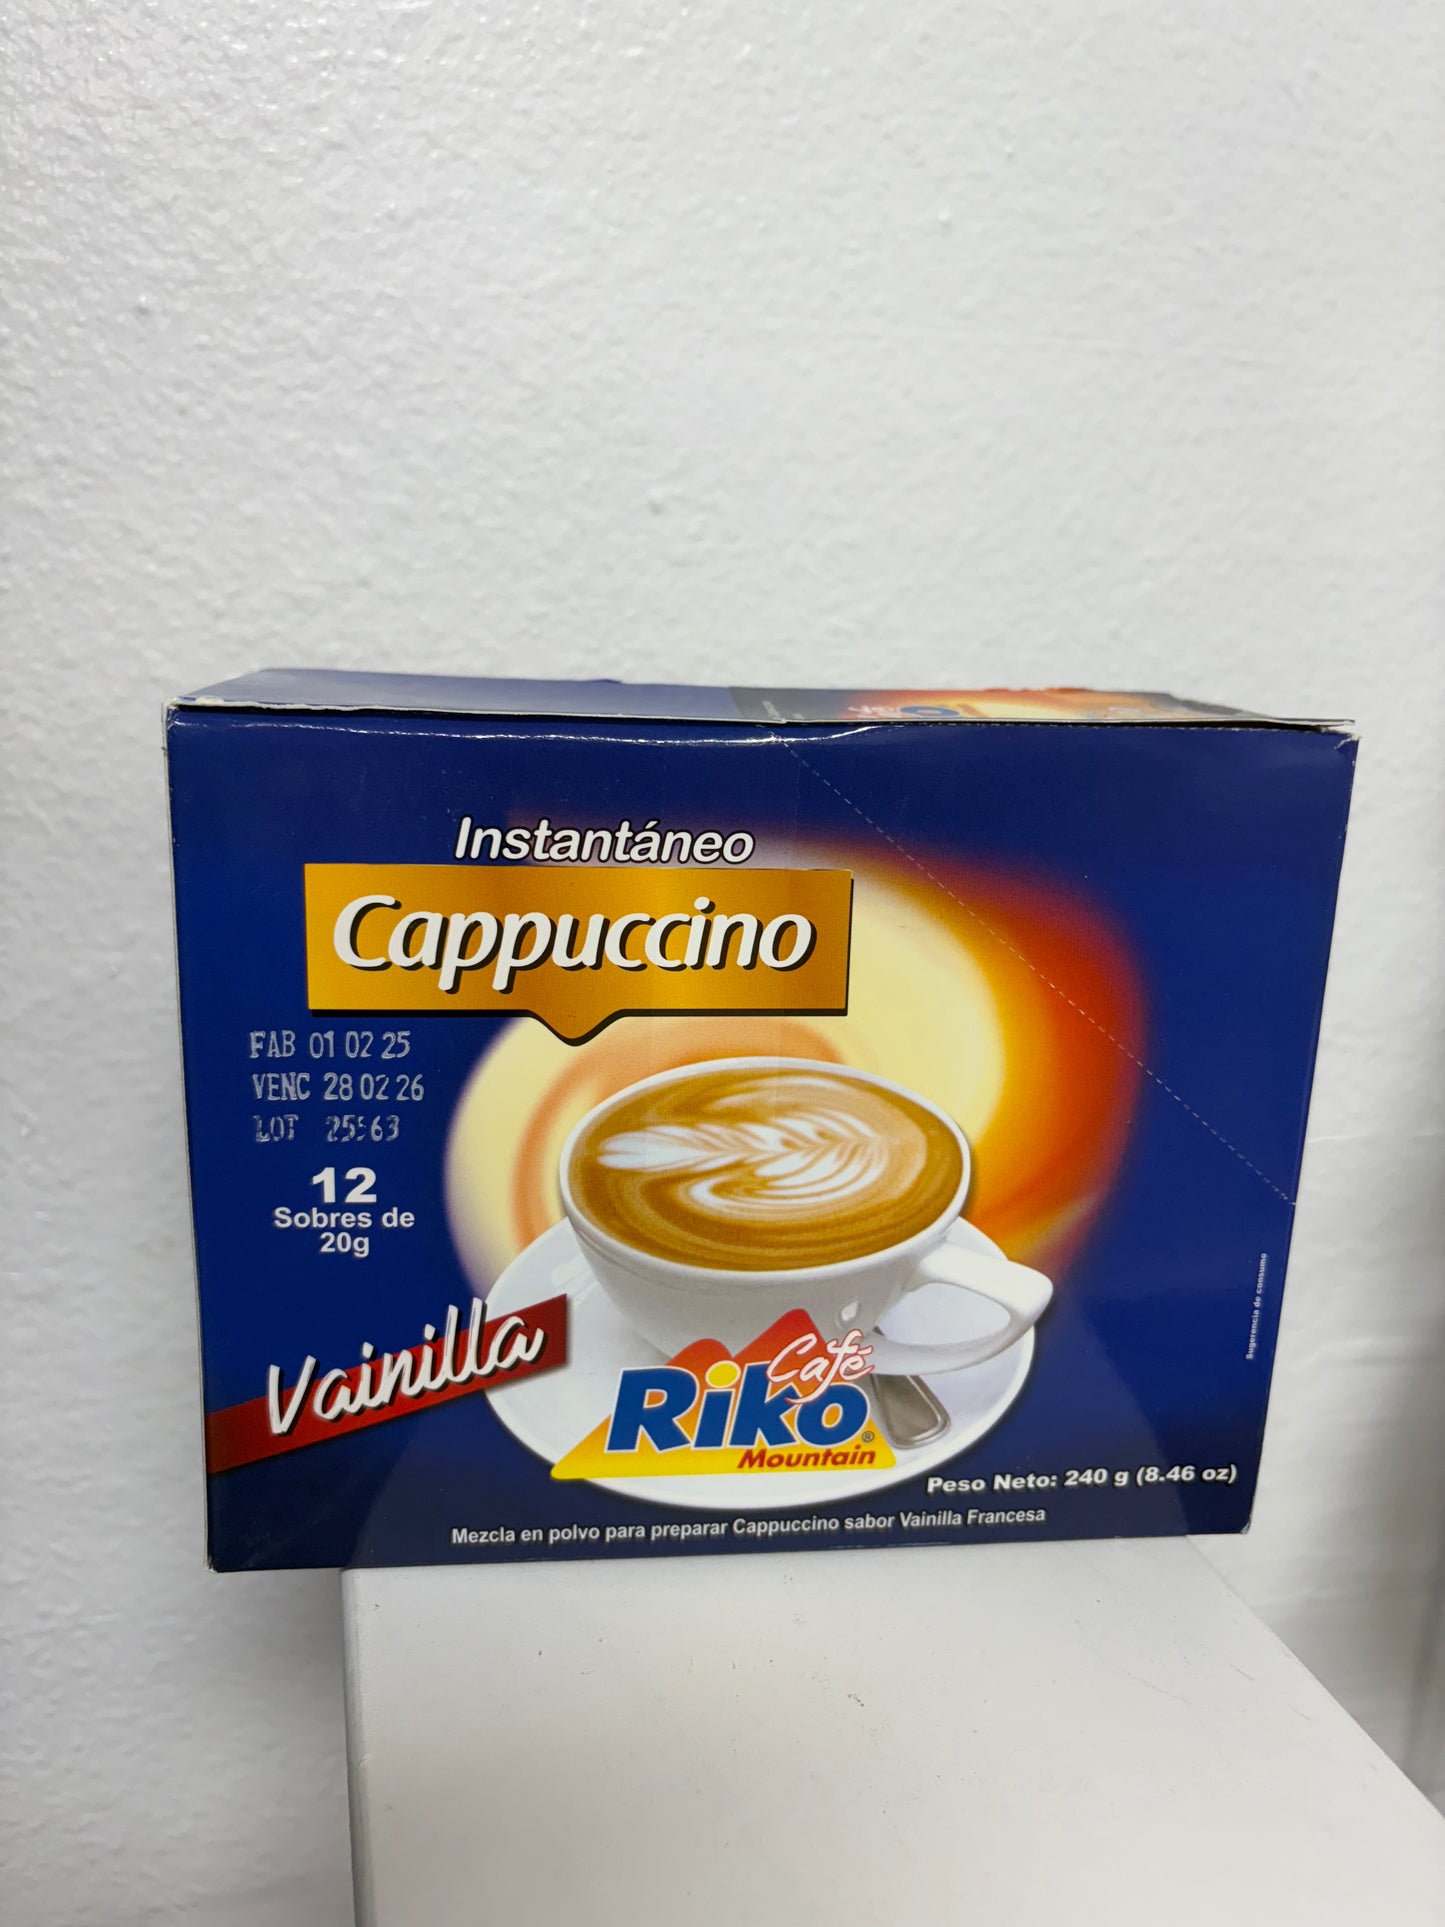 Instantáneo
Cappuccino
FAB 01 02 25
VENC 28 02 26
LOT
12
Sobres de
20g
Vainilla
Café
Riko®
Mountain
Peso Neto: 240 g (8.46 oz)
Mezcla en polvo para preparar Cappuccino sabor Vainilla Francesa
Sugerencia de consumo